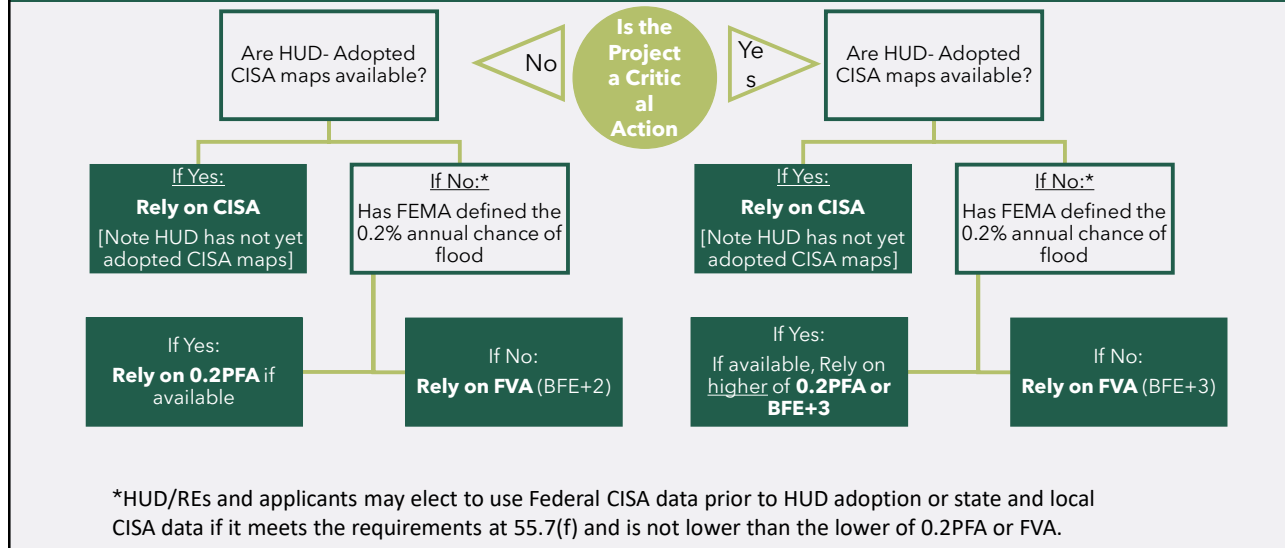 Is the
Project
a Critic
al
Action
No
Ye
s
Are HUD- Adopted
CISA maps available?
If Yes:
Rely on CISA
[Note HUD has not yet
adopted CISA maps]
If No:*
Has FEMA defined the
0.2% annual chance of
flood
If Yes:
Rely on 0.2PFA if
available
If No:
Rely on FVA (BFE+2)
Are HUD- Adopted
CISA maps available?
If Yes:
Rely on CISA
[Note HUD has not yet
adopted CISA maps]
If No:*
Has FEMA defined the
0.2% annual chance of
flood
If Yes:
If available, Rely on
higher of 0.2PFA or
BFE+3
If No:
Rely on FVA (BFE+3)
*HUD/REs and applicants may elect to use Federal CISA data prior to HUD adoption or state and local
CISA data if it meets the requirements at 55.7(f) and is not lower than the lower of 0.2PFA or FVA.